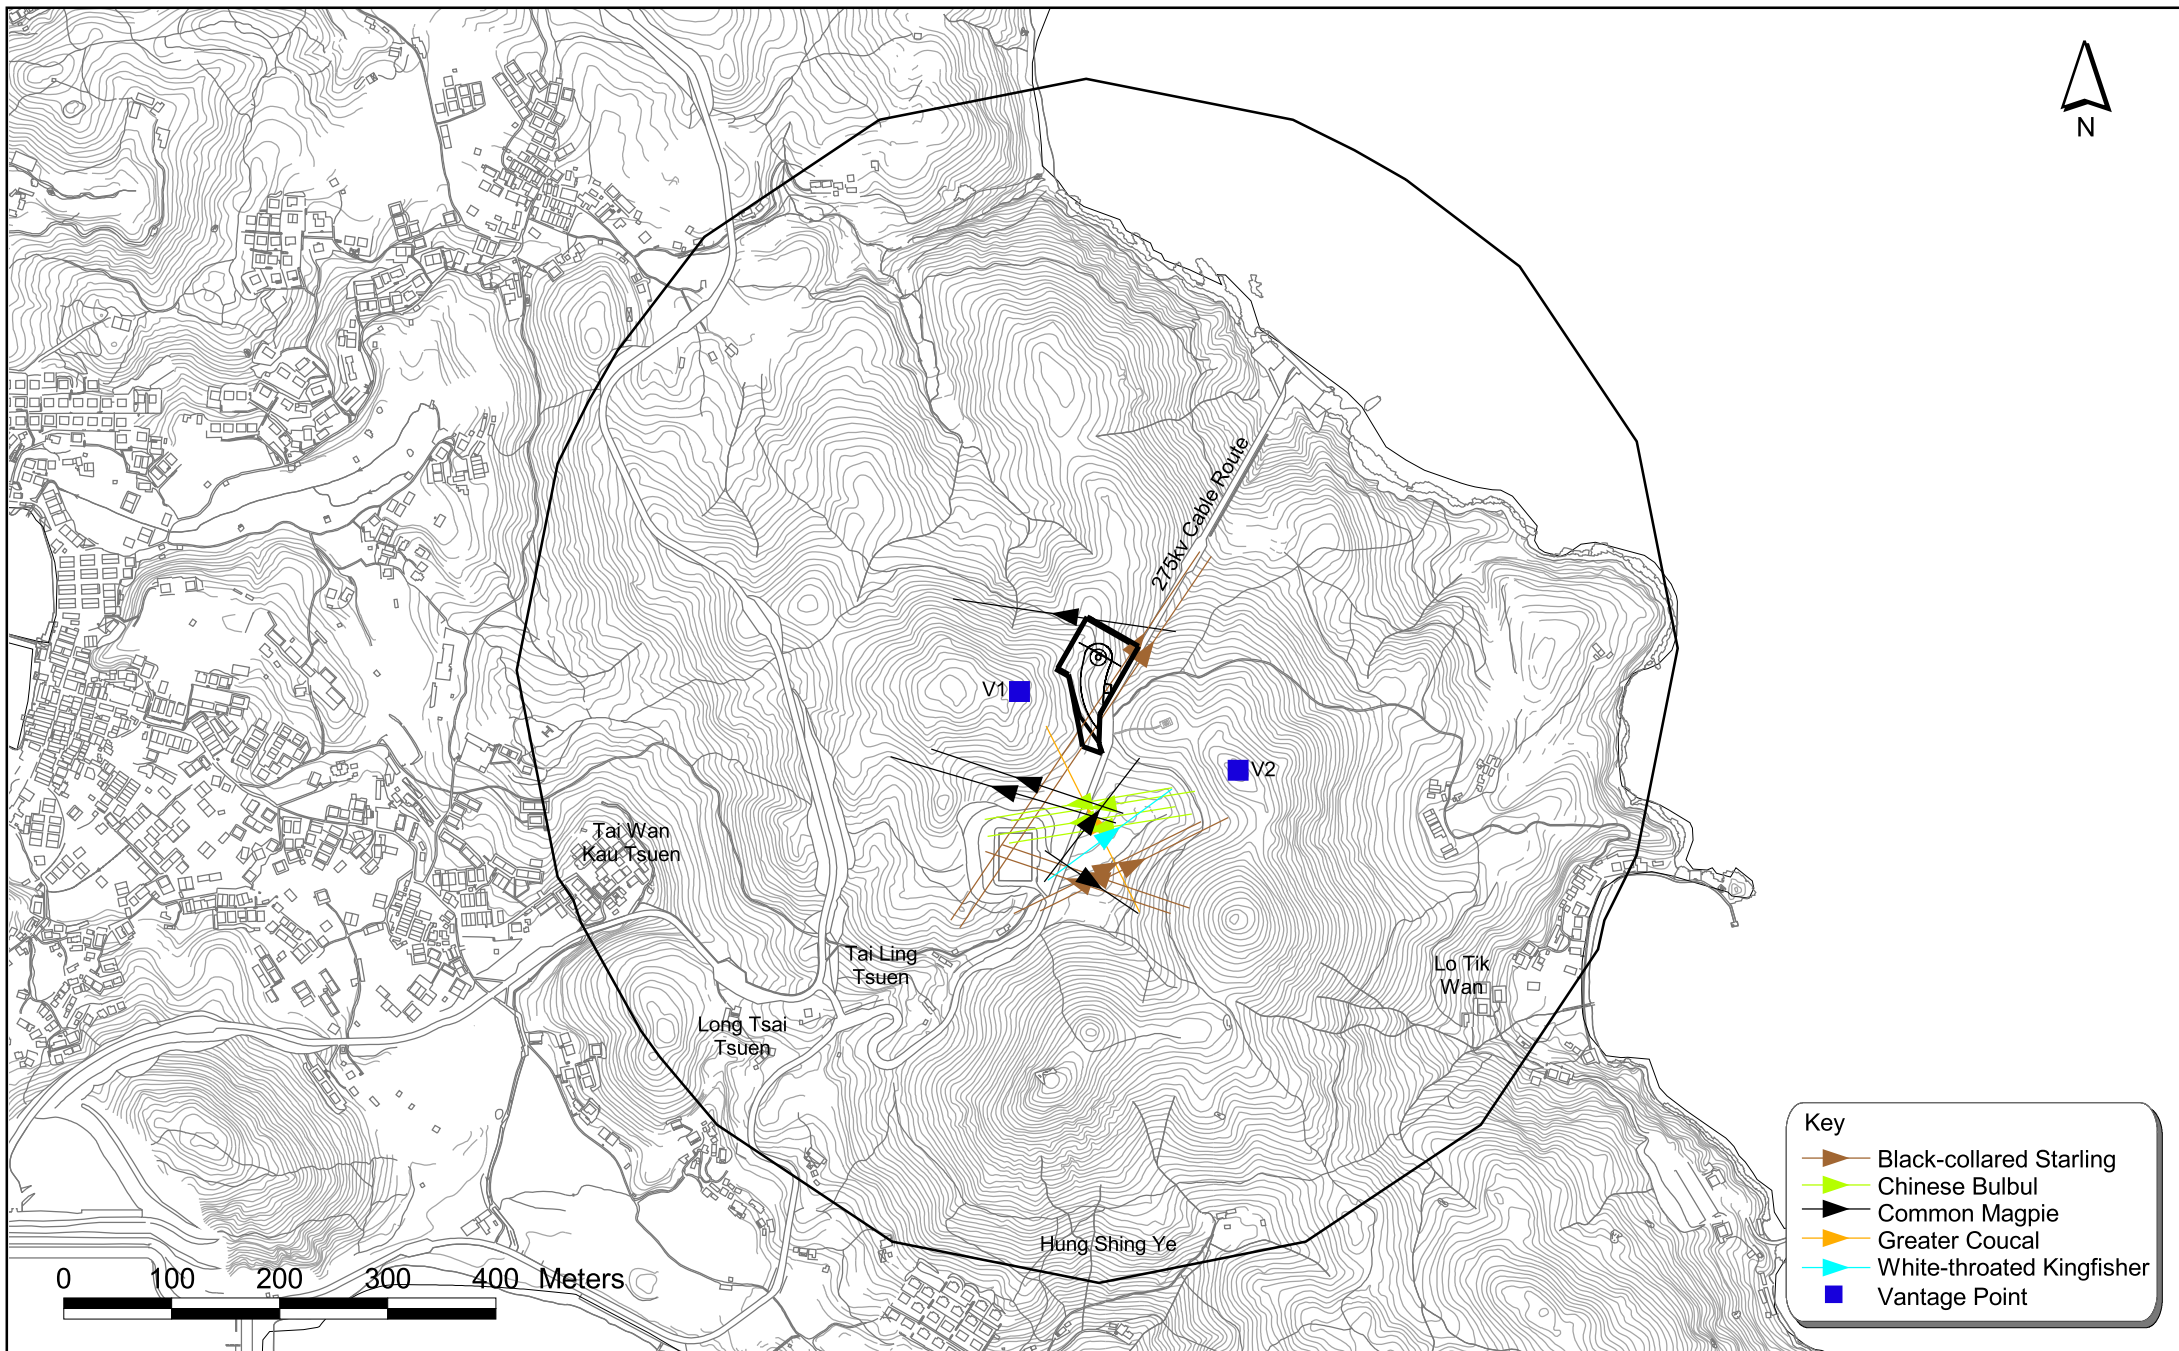 N
275kv Cable Route
V1
V2
Tai Wan
Kau Tsuen
Tai Ling
Tsuen
Lo Tik
Wan
Long Tsai
Tsuen
Hung Shing Ye
0 100 200 300 400 Meters
Key
Black-collared Starling
Chinese Bulbul
Common Magpie
Greater Coucal
White-throated Kingfisher
Vantage Point